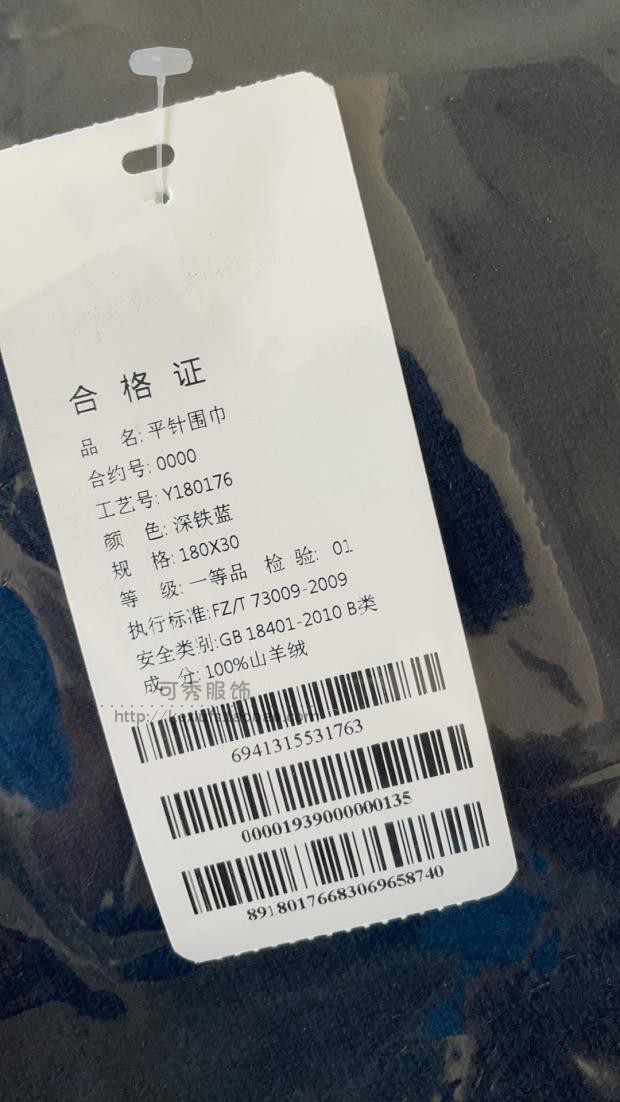 合格证
品 名: 平针围巾
合约号: 0000
工艺号: Y180176
颜 色: 深铁蓝
规 格: 180X30
等 级: 一等品 检 验: 01
执行标准:FZ/T 73009-2009
安全类别:GB 18401-2010 B类
成 分: 100%山羊绒
可秀服饰
6941315531763
00001939000000135
8918017668306965 8740